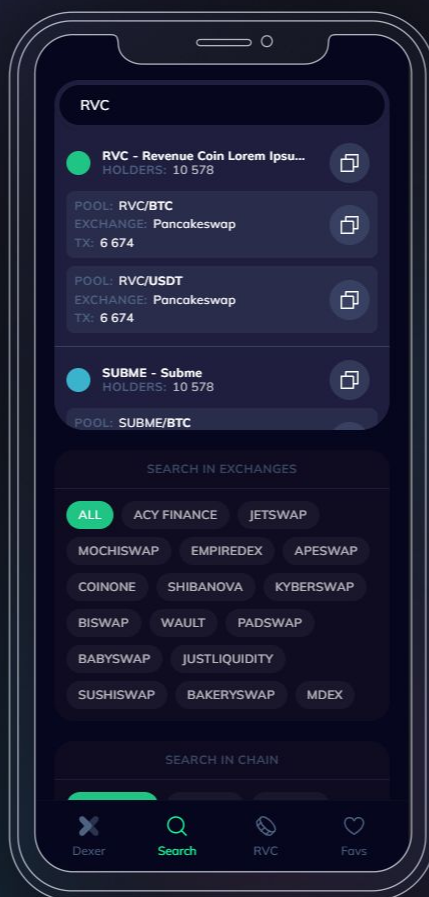 RVC
RVC - Revenue Coin Lorem Ipsu...
HOLDERS: 10 578
POOL: RVC/BTC
EXCHANGE: Pancakeswap
TX: 6 674
POOL: RVC/USDT
EXCHANGE: Pancakeswap
TX: 6 674
SUBME - Subme
HOLDERS: 10 578
POOL: SUBME/BTC
SEARCH IN EXCHANGES
ALL ACY FINANCE JETSWAP
MOCHISWAP EMPIREDEX APESWAP
COINONE SHIBANOVA KYBERSWAP
BISWAP WAULT PADSWAP
BABYSWAP JUSTLIQUIDITY
SUSHISWAP BAKERYSWAP MDEX
SEARCH IN CHAIN
Dexer Search RVC Favs